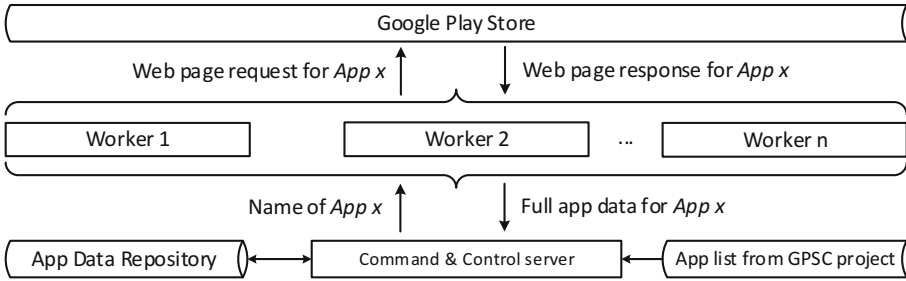 Google Play Store
Web page request for App x
Web page response for App x
Worker 1
Worker 2
...
Worker n
Name of App x
Full app data for App x
App Data Repository
Command & Control server
App list from GPSC project